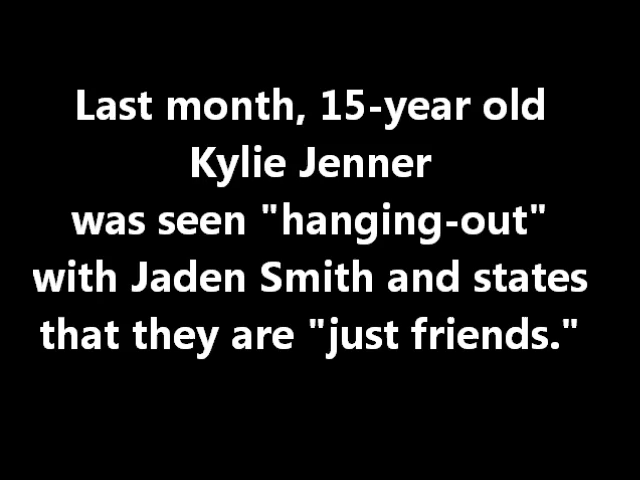 Last month, 15-year old
Kylie Jenner
was seen "hanging-out"
with Jaden Smith and states
that they are "just friends."